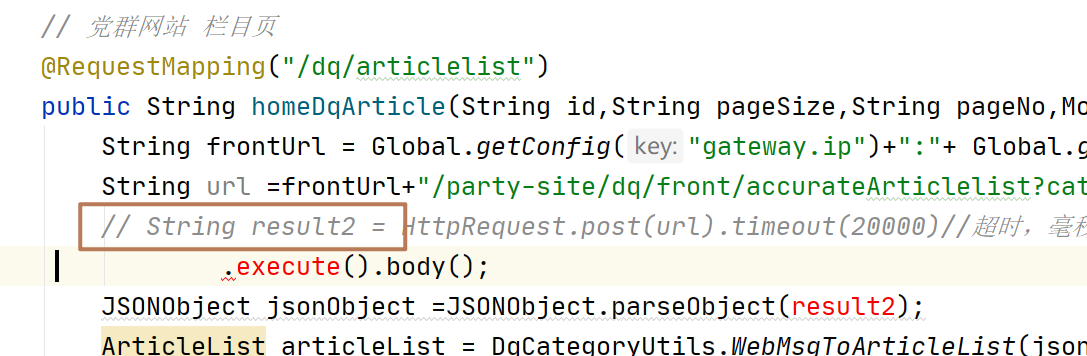 // 党群网站 栏目页
@RequestMapping("/dq/articlelist")
public String homeDqArticle(String id,String pageSize,String pageNo,Mo
String frontUrl = Global.getConfig( key: "gateway.ip")+":"+ Global.g
String url =frontUrl+"/party-site/dq/front/accurateArticlelist?cat
// String result2 = HttpRequest.post(url).timeout(20000)//超时，毫秒
.execute().body();
JSONObject jsonObject =JSONObject.parseObject(result2);
ArticleList articleList = DqCategoryUtils.WebMsgToArticleList(json